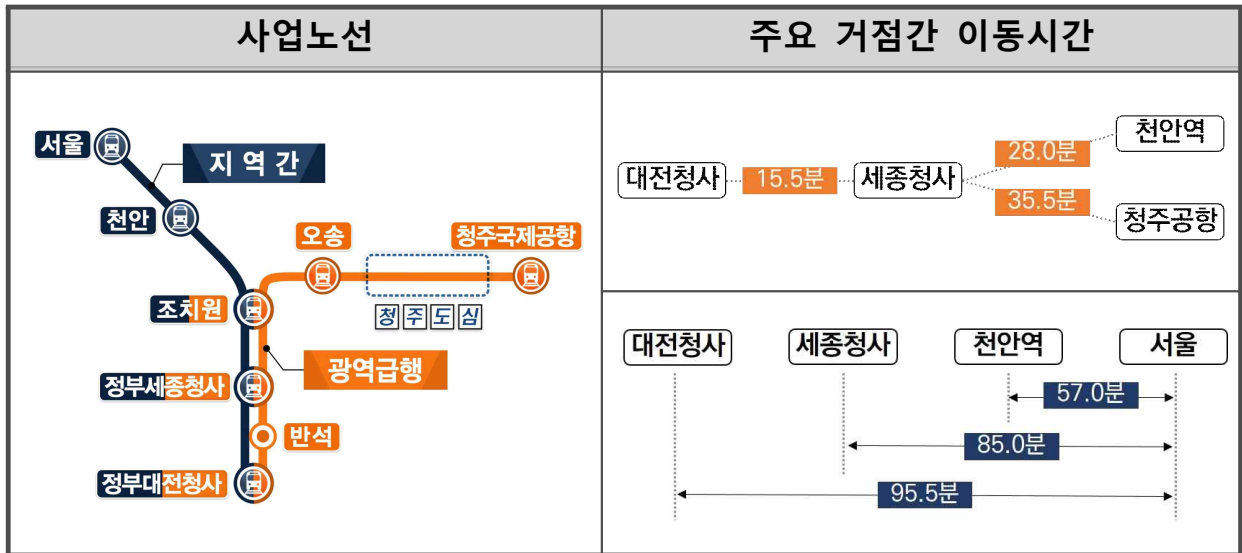 사업노선
주요 거점간 이동시간
서울
지역간
천안
오송
청주국제공항
조치원
청주도심
광역급행
정부세종청사
반석
정부대전청사
대전청사
15.5분
세종청사
28.0분
천안역
35.5분
청주공항
대전청사
세종청사
천안역
서울
57.0분
85.0분
95.5분